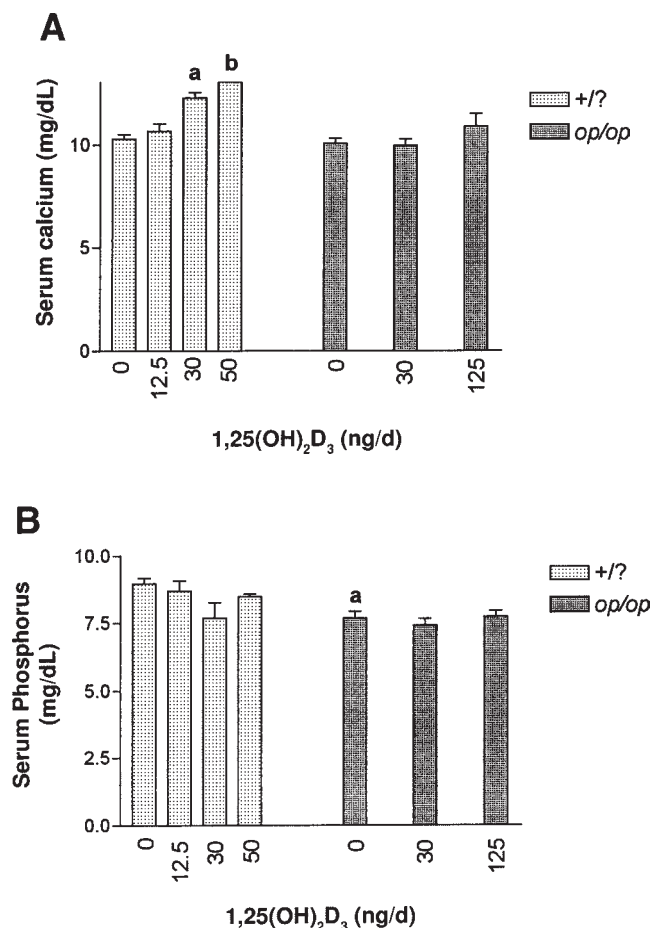 A
a b
+/?
op/op
10
5
0
Serum calcium (mg/dL)
0 12.5 30 50 0 30 125
1,25(OH)₂D₃ (ng/d)
B
10.0
7.5
5.0
2.5
0.0
Serum Phosphorus
(mg/dL)
a
+/?
op/op
0 12.5 30 50 0 30 125
1,25(OH)₂D₃ (ng/d)